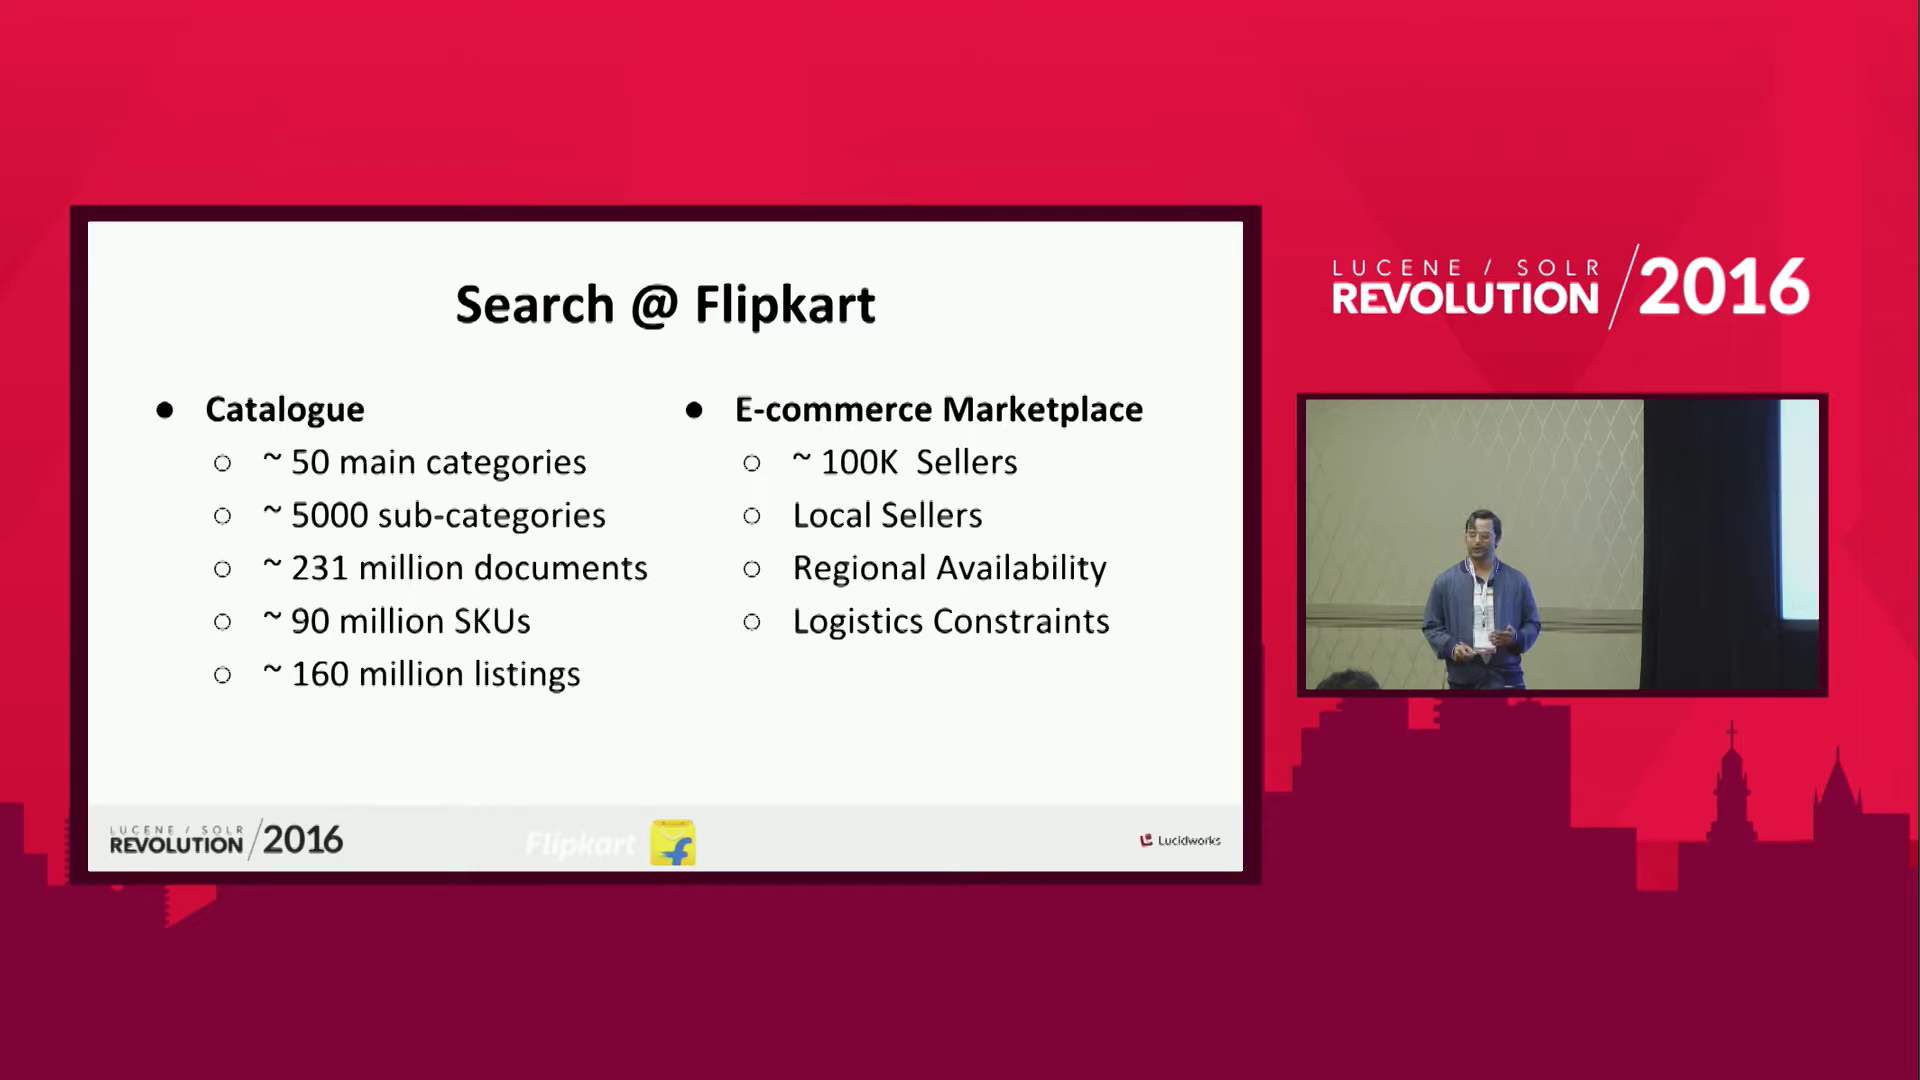 Search @ Flipkart
● Catalogue
○ ~ 50 main categories
○ ~ 5000 sub-categories
○ ~ 231 million documents
○ ~ 90 million SKUs
○ ~ 160 million listings
● E-commerce Marketplace
○ ~ 100K Sellers
○ Local Sellers
○ Regional Availability
○ Logistics Constraints
LUCENE / SOLR
REVOLUTION / 2016
Flipkart
Lucidworks
LUCENE / SOLR
REVOLUTION / 2016